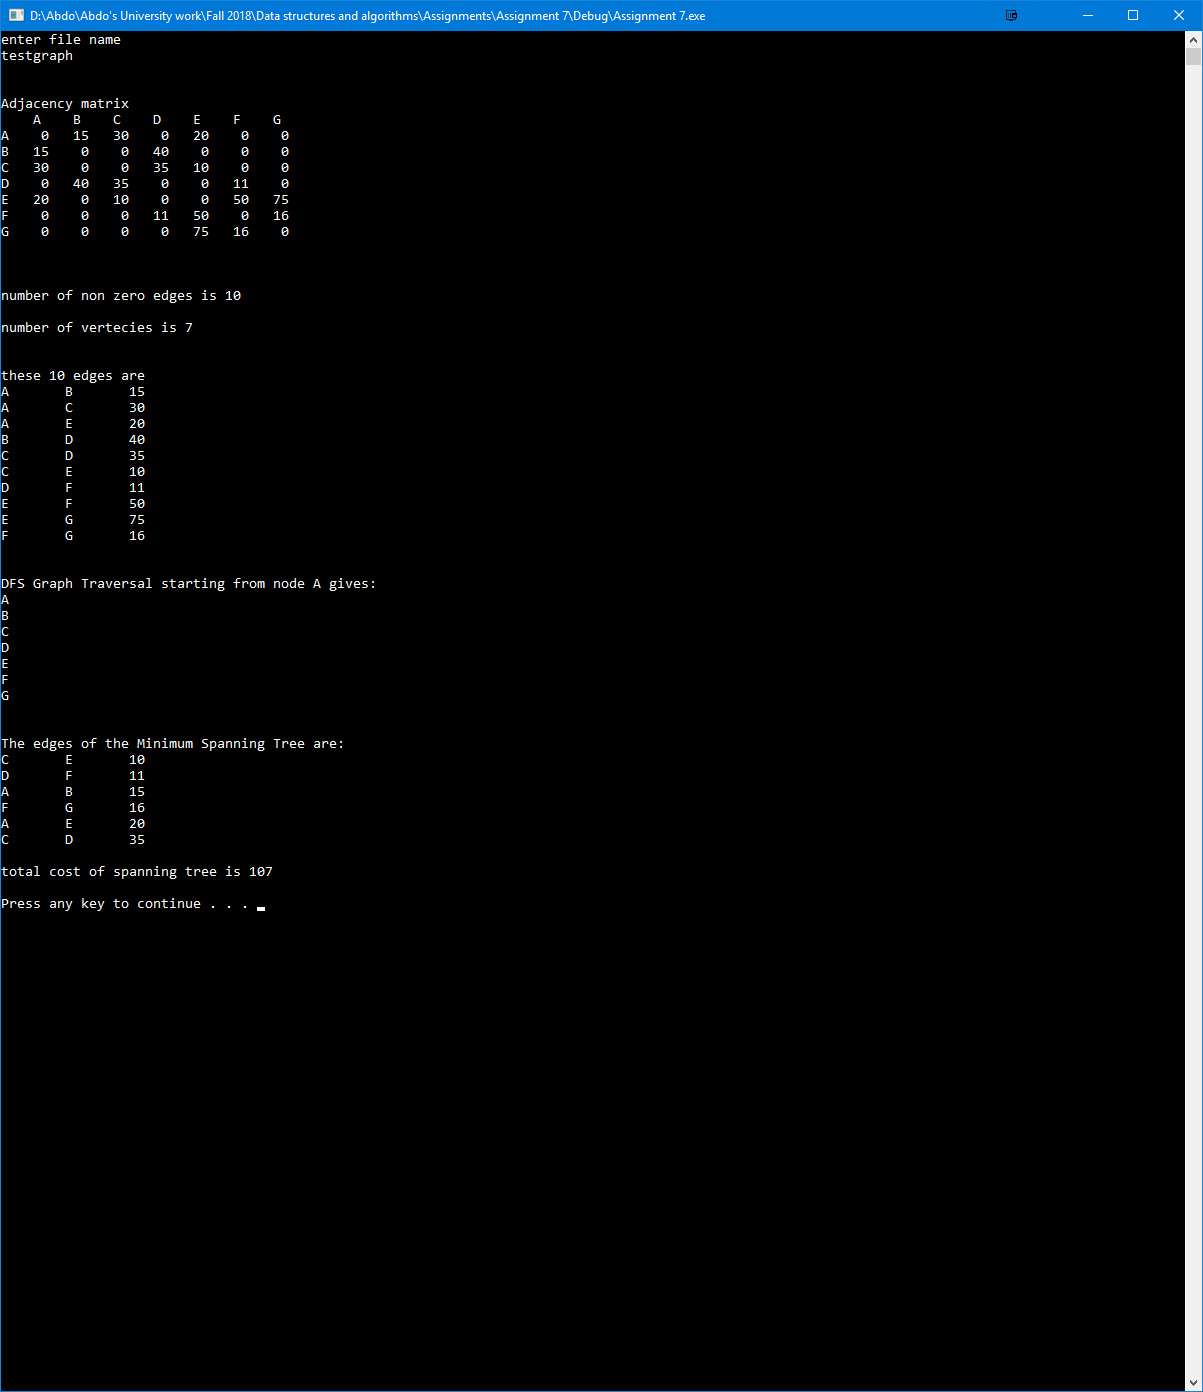 D:\Abdo\Abdo's University work\Fall 2018\Data structures and algorithms\Assignments\Assignment 7\Debug\Assignment 7.exe
enter file name
testgraph
Adjacency matrix
A B C D E F G
A 0 15 30 0 20 0 0
B 15 0 0 40 0 0 0
C 30 0 0 35 10 0 0
D 0 40 35 0 0 11 0
E 20 0 10 0 0 50 75
F 0 0 0 11 50 0 16
G 0 0 0 0 75 16 0
number of non zero edges is 10
number of vertecies is 7
these 10 edges are
A B 15
A C 30
A E 20
B D 40
C D 35
C E 10
D F 11
E F 50
E G 75
F G 16
DFS Graph Traversal starting from node A gives:
A
B
C
D
E
F
G
The edges of the Minimum Spanning Tree are:
C E 10
D F 11
A B 15
F G 16
A E 20
C D 35
total cost of spanning tree is 107
Press any key to continue . . .